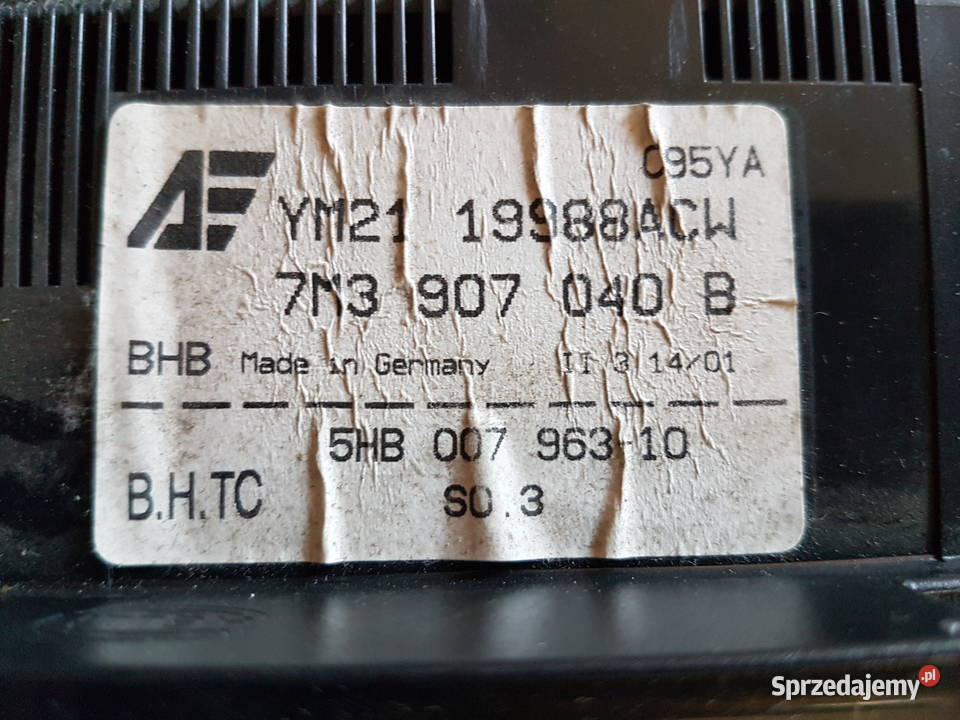 AE
C95YA
YM21 19988ACW
7M3 907 040 B
BHB Made in Germany II 3 14/01
5HB 007 963-10
B.H.TC S0.3
Sprzedajemy.pl